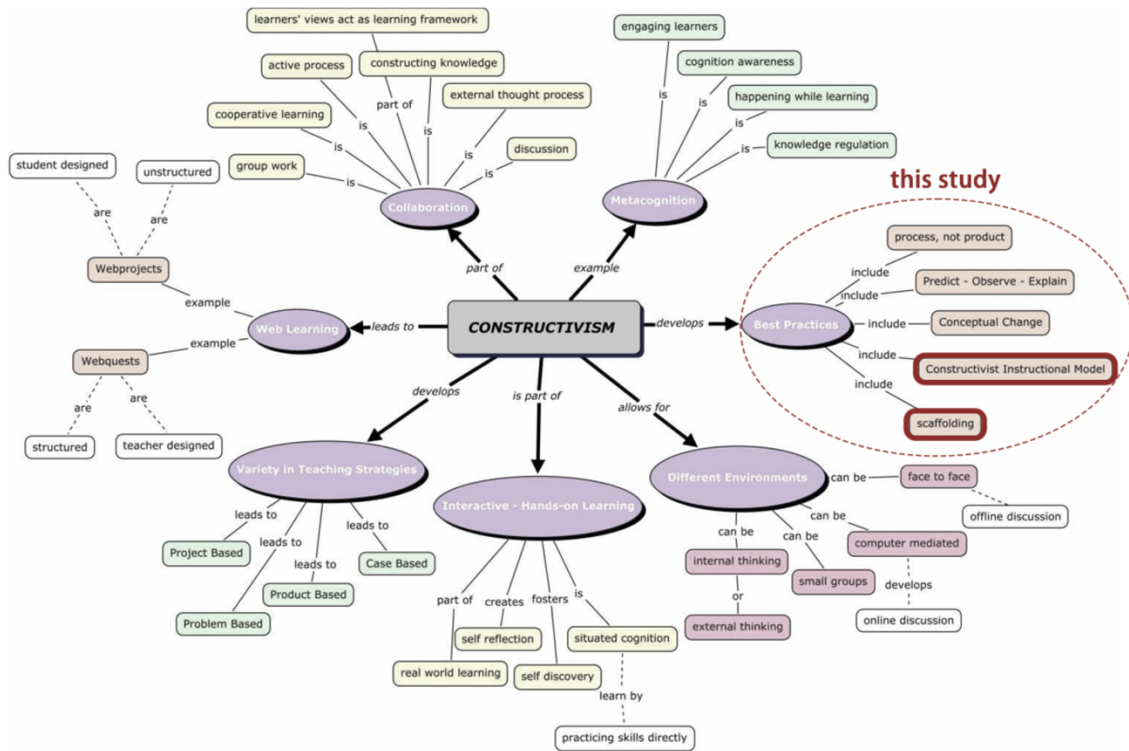 learners' views act as learning framework
engaging learners
active process
constructing knowledge
cognition awareness
part of
is
external thought process
happening while learning
cooperative learning
is
is
is
is
is
knowledge regulation
student designed
unstructured
group work
is
is
is
discussion
is
this study
Collaboration
Metacognition
are
are
process, not product
part of
example
include
Predict - Observe - Explain
Webprojects
include
example
Web Learning
leads to
CONSTRUCTIVISM
develops
Best Practices
include
Conceptual Change
example
Webquests
include
Constructivist Instructional Model
develops
is part of
allows for
include
are
are
scaffolding
structured
teacher designed
Variety in Teaching Strategies
Different Environments
can be
face to face
Interactive - Hands-on Learning
leads to
leads to
can be
offline discussion
leads to
can be
can be
computer mediated
Project Based
Case Based
leads to
internal thinking
small groups
develops
Product Based
part of
creates
fosters
is
or
Problem Based
self reflection
situated cognition
external thinking
online discussion
real world learning
self discovery
learn by
practicing skills directly